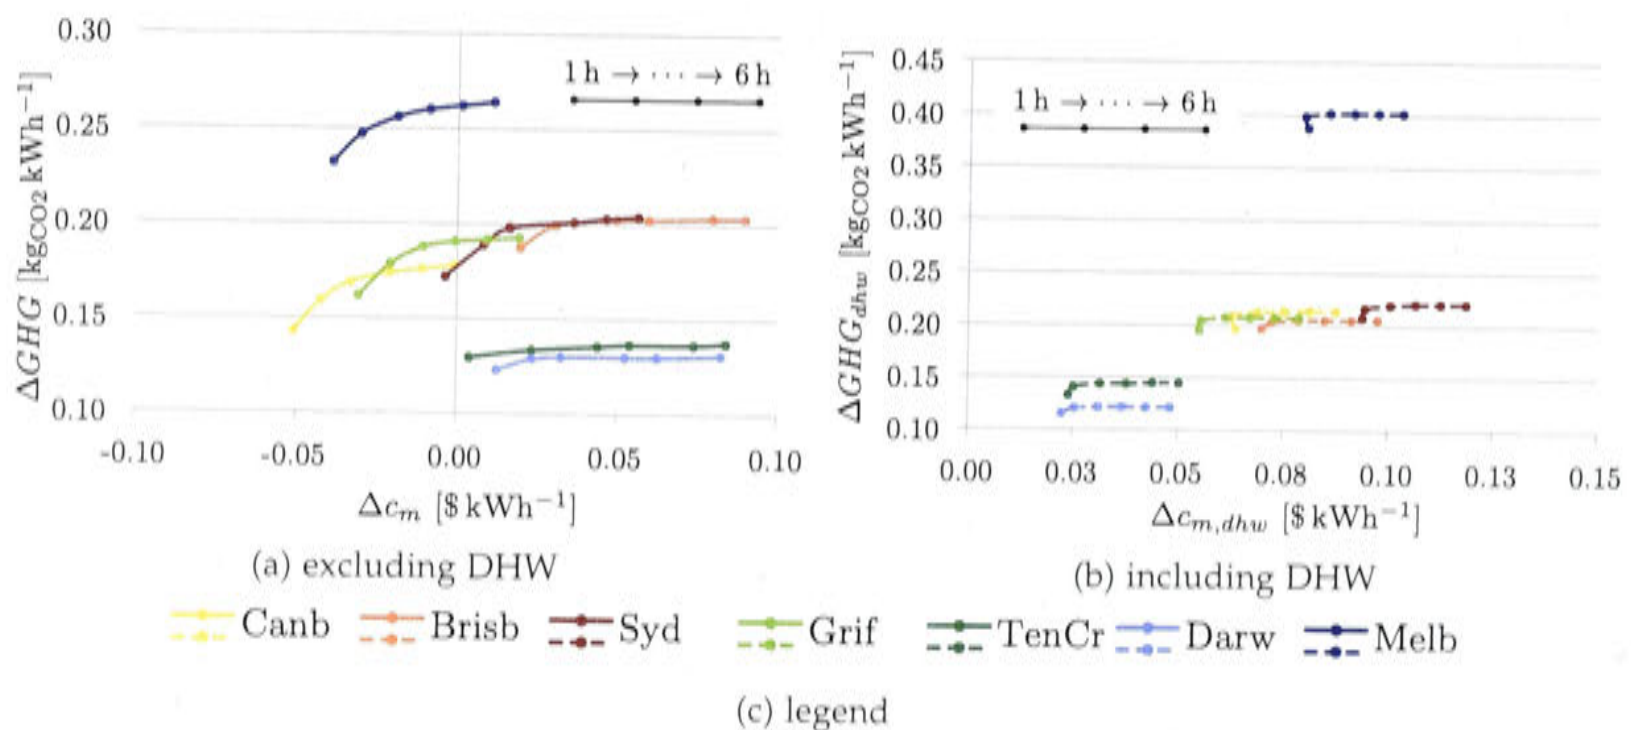 0.30
0.25
0.20
0.15
0.10
ΔGHG [kgCO2 kWh−1]
1 h → ⋯ → 6 h
-0.10 -0.05 0.00 0.05 0.10
Δcm [$ kWh−1]
(a) excluding DHW
0.45
0.40
0.35
0.30
0.25
0.20
0.15
0.10
ΔGHGdhw [kgCO2 kWh−1]
1 h → ⋯ → 6 h
0.00 0.03 0.05 0.08 0.10 0.13 0.15
Δcm,dhw [$ kWh−1]
(b) including DHW
Canb Brisb Syd Grif TenCr Darw Melb
(c) legend